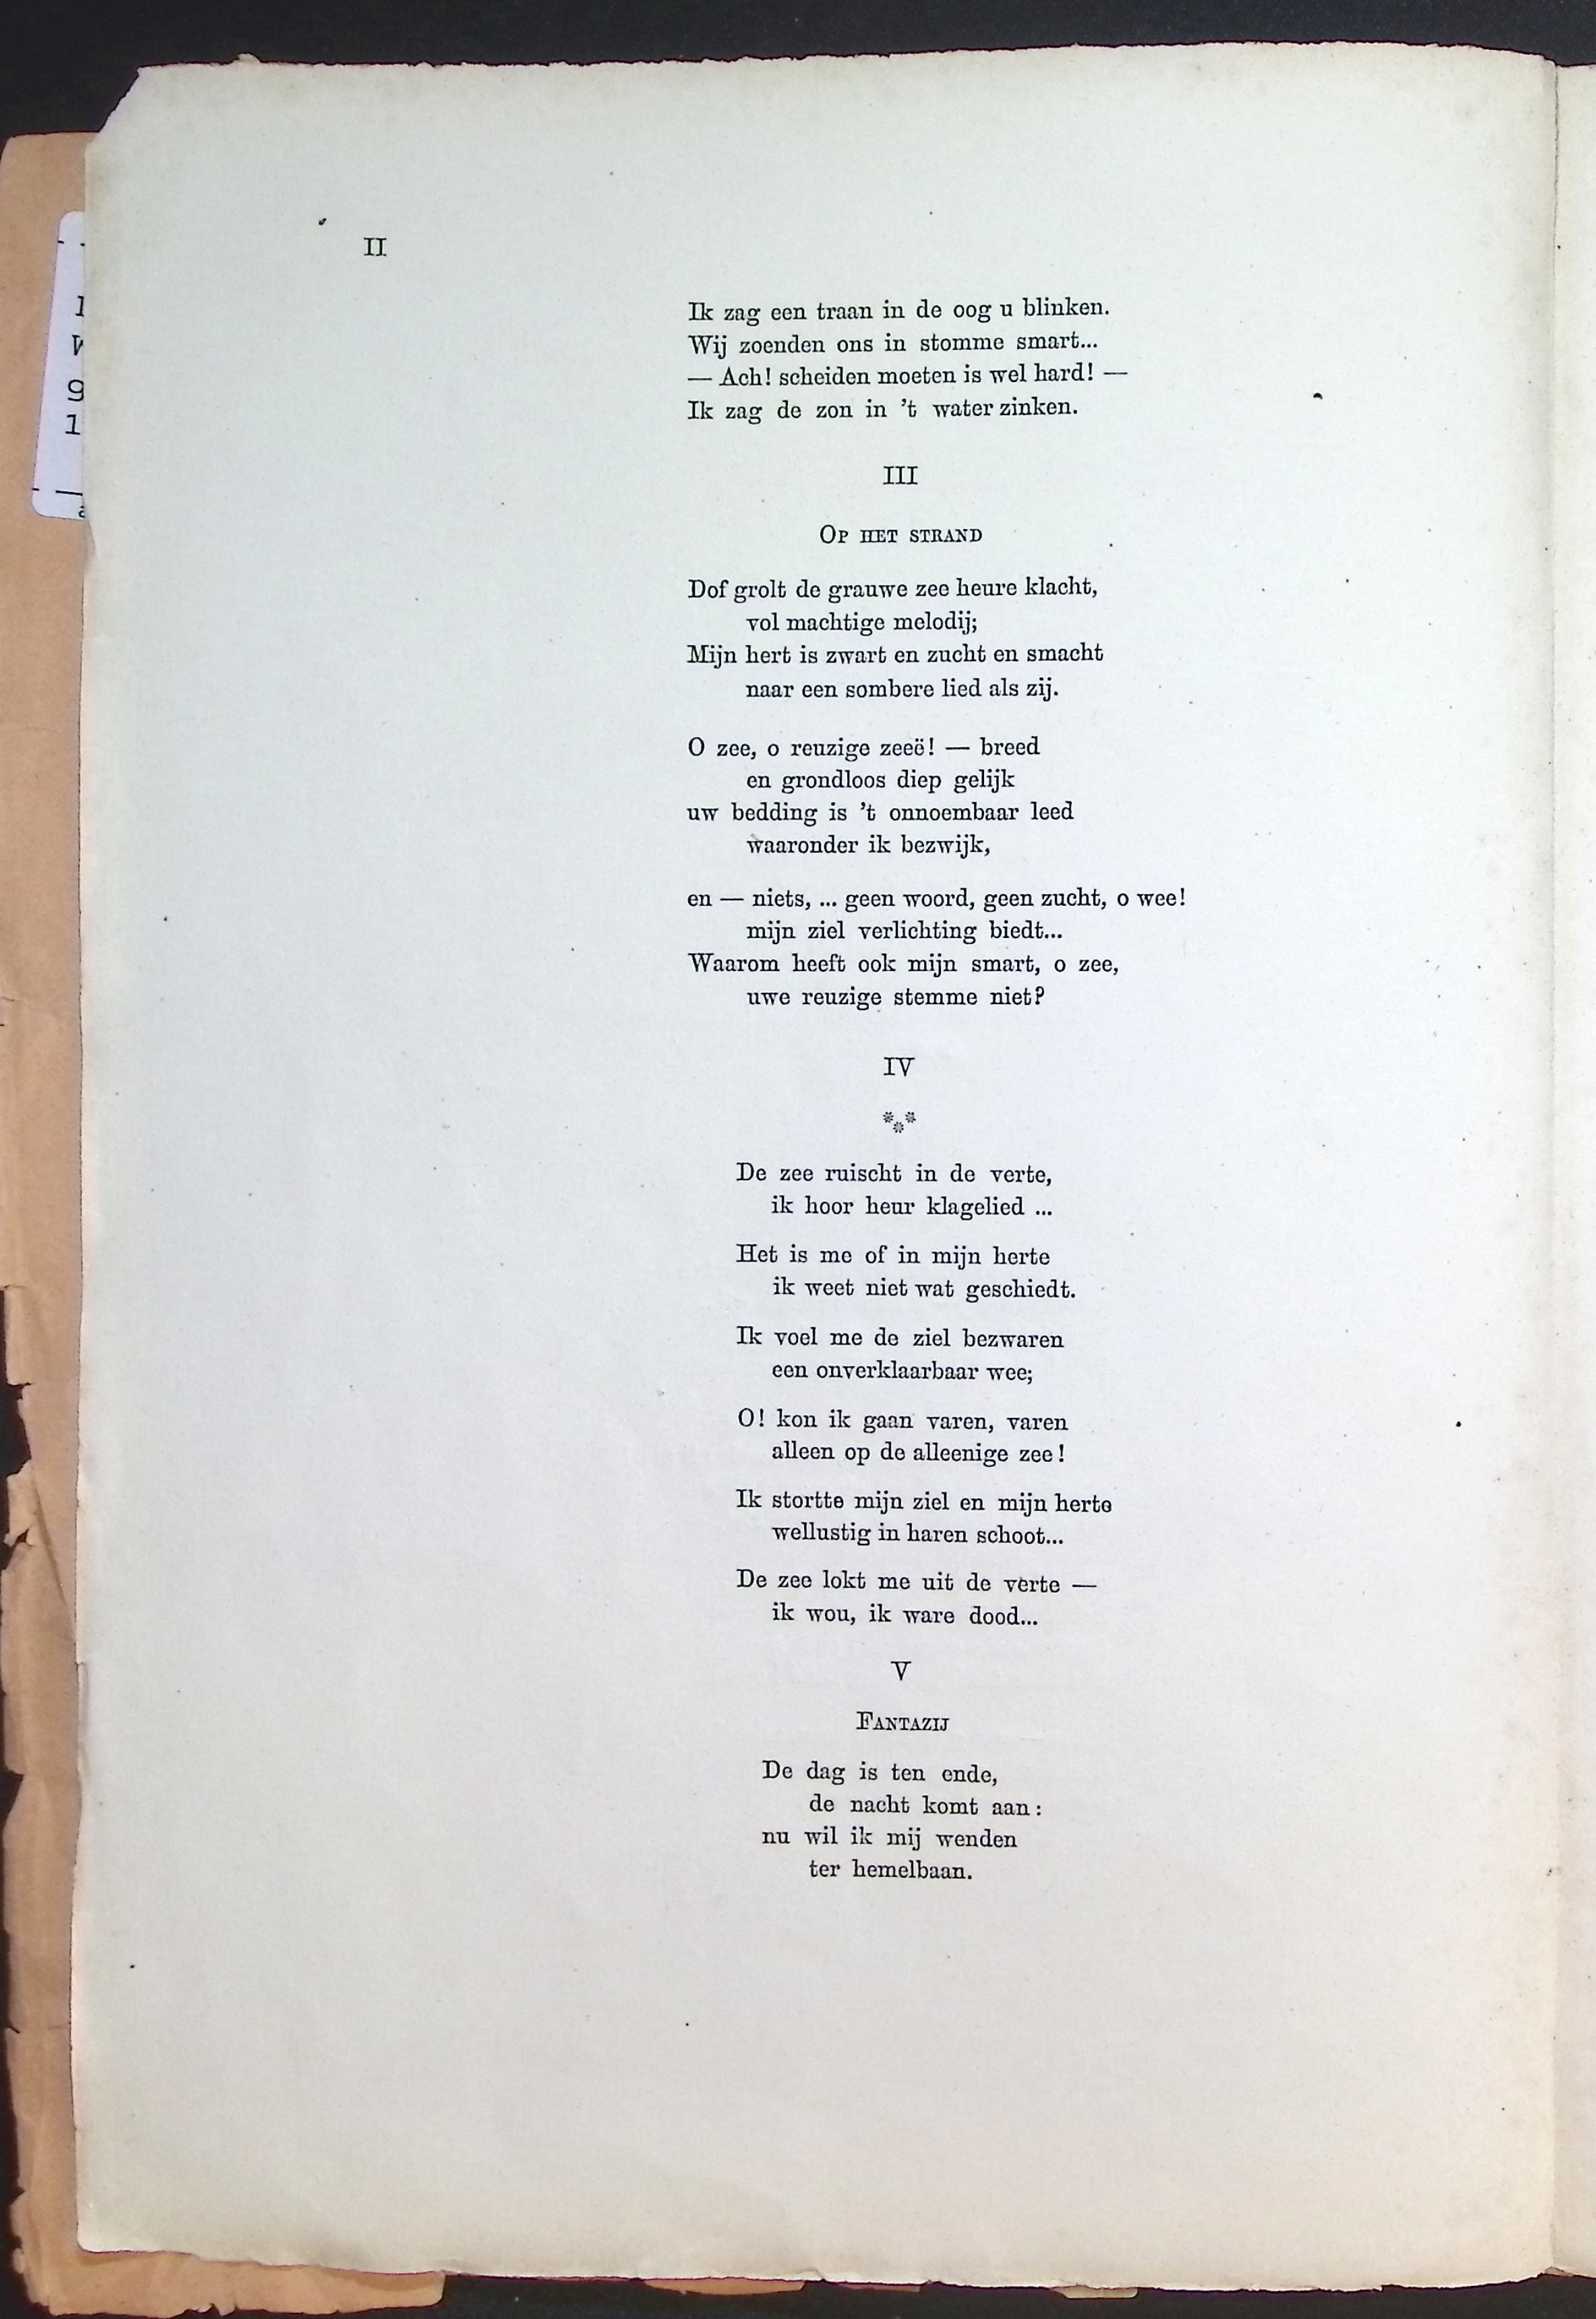 II
Ik zag een traan in de oog u blinken.
Wij zoenden ons in stomme smart...
— Ach! scheiden moeten is wel hard! —
Ik zag de zon in 't water zinken.
III
OP HET STRAND
Dof grolt de grauwe zee heure klacht,
vol machtige melodij;
Mijn hert is zwart en zucht en smacht
naar een sombere lied als zij.
O zee, o reuzige zeeë! — breed
en grondloos diep gelijk
uw bedding is 't onnoembaar leed
waaronder ik bezwijk,
en — niets, ... geen woord, geen zucht, o wee!
mijn ziel verlichting biedt...
Waarom heeft ook mijn smart, o zee,
uwe reuzige stemme niet?
IV
***
De zee ruischt in de verte,
ik hoor heur klagelied ...
Het is me of in mijn herte
ik weet niet wat geschiedt.
Ik voel me de ziel bezwaren
een onverklaarbaar wee;
O! kon ik gaan varen, varen
alleen op de alleenige zee!
Ik stortte mijn ziel en mijn herte
wellustig in haren schoot...
De zee lokt me uit de verte —
ik wou, ik ware dood...
V
FANTAZIJ
De dag is ten ende,
de nacht komt aan:
nu wil ik mij wenden
ter hemelbaan.
9
1